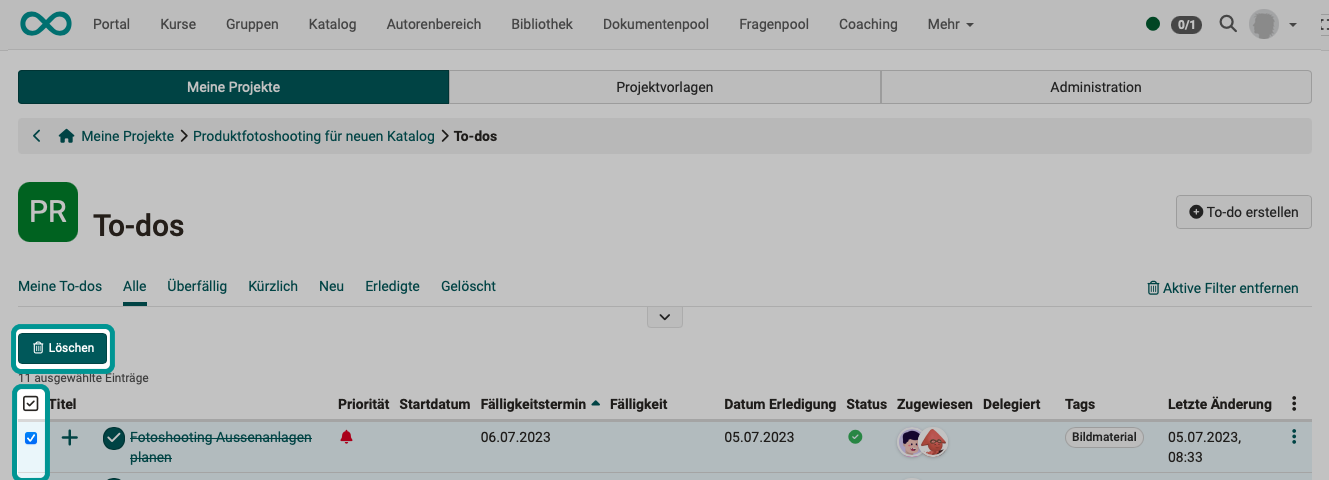 Portal Kurse Gruppen Katalog Autorenbereich Bibliothek Dokumentenpool Fragenpool Coaching Mehr 0/1
Meine Projekte Projektvorlagen Administration
Meine Projekte Produktfotoshooting für neuen Katalog To-dos
PR To-dos
To-do erstellen
Meine To-dos Alle Überfällig Kürzlich Neu Erledigte Gelöscht Aktive Filter entfernen
Löschen
11 ausgewählte Einträge
Titel Priorität Startdatum Fälligkeitstermin Fälligkeit Datum Erledigung Status Zugewiesen Delegiert Tags Letzte Änderung
Fotoshooting Aussenanlagen 06.07.2023 05.07.2023 Bildmaterial 05.07.2023,
planen 08:33